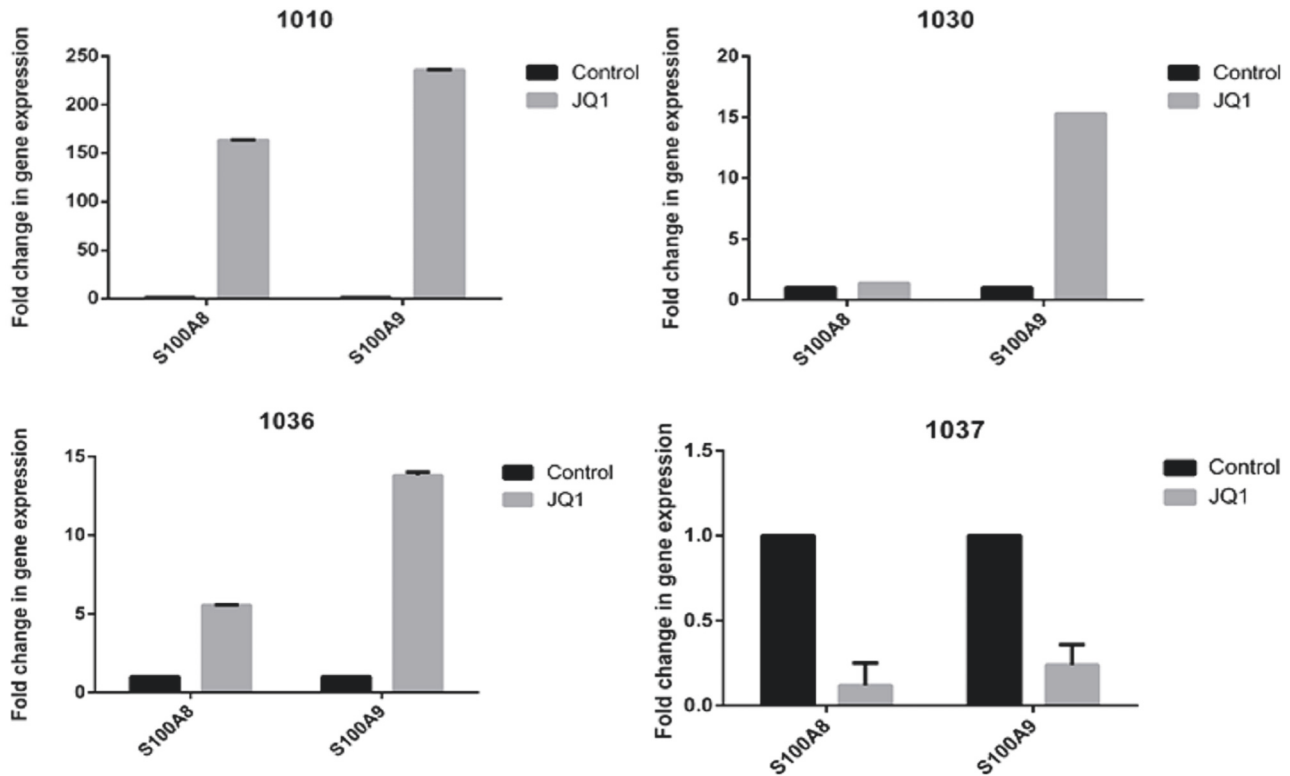 1010
Fold change in gene expression
250
200
150
100
50
0
S100A8
S100A9
Control
JQ1
1030
Fold change in gene expression
20
15
10
5
0
S100A8
S100A9
Control
JQ1
1036
Fold change in gene expression
15
10
5
0
S100A8
S100A9
Control
JQ1
1037
Fold change in gene expression
1.5
1.0
0.5
0.0
S100A8
S100A9
Control
JQ1